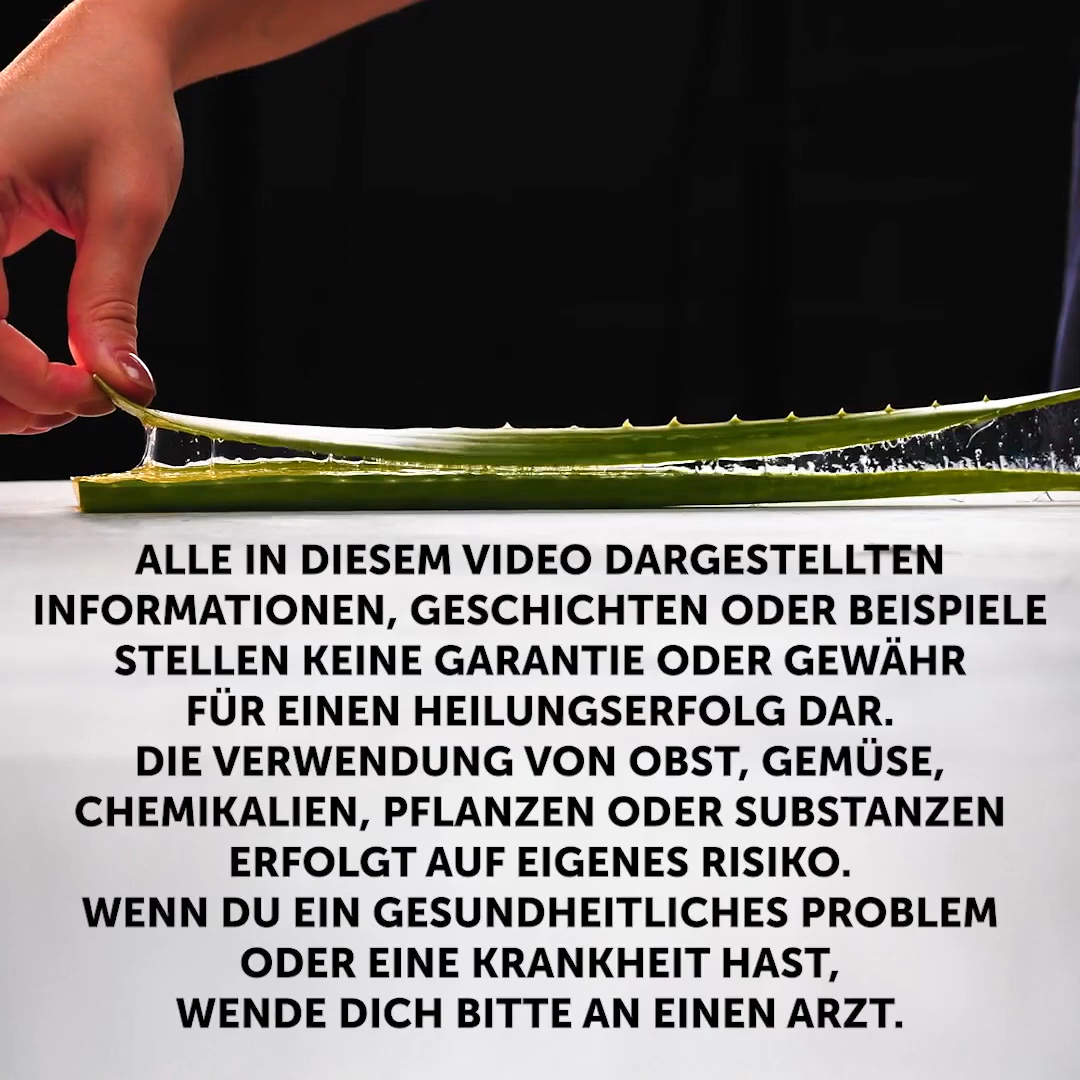 ALLE IN DIESEM VIDEO DARGESTELLTEN
INFORMATIONEN, GESCHICHTEN ODER BEISPIELE
STELLEN KEINE GARANTIE ODER GEWÄHR
FÜR EINEN HEILUNGSERFOLG DAR.
DIE VERWENDUNG VON OBST, GEMÜSE,
CHEMIKALIEN, PFLANZEN ODER SUBSTANZEN
ERFOLGT AUF EIGENES RISIKO.
WENN DU EIN GESUNDHEITLICHES PROBLEM
ODER EINE KRANKHEIT HAST,
WENDE DICH BITTE AN EINEN ARZT.